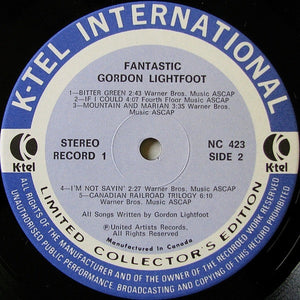 K-TEL INTERNATIONAL
FANTASTIC
GORDON LIGHTFOOT
1—BITTER GREEN 2:43 Warner Bros. Music ASCAP
2—IF I COULD 4:07 Fourth Floor Music ASCAP
3—MOUNTAIN AND MARIAN 3:35 Warner Bros.
Music ASCAP
STEREO
RECORD 1
NC 423
SIDE 2
K-tel
K-tel
4—I'M NOT SAYIN' 2:27 Warner Bros. Music ASCAP
5—CANADIAN RAILROAD TRILOGY 6:10
Warner Bros. Music ASCAP
All Songs Written by Gordon Lightfoot
Ⓟ United Artists Records
All Rights Reserved
Manufactured in Canada
LIMITED COLLECTOR'S EDITION
ALL RIGHTS OF THE MANUFACTURER AND OF THE OWNER OF THE RECORDED WORK RESERVED
UNAUTHORISED PUBLIC PERFORMANCE, BROADCASTING AND COPYING OF THIS RECORD PROHIBITED